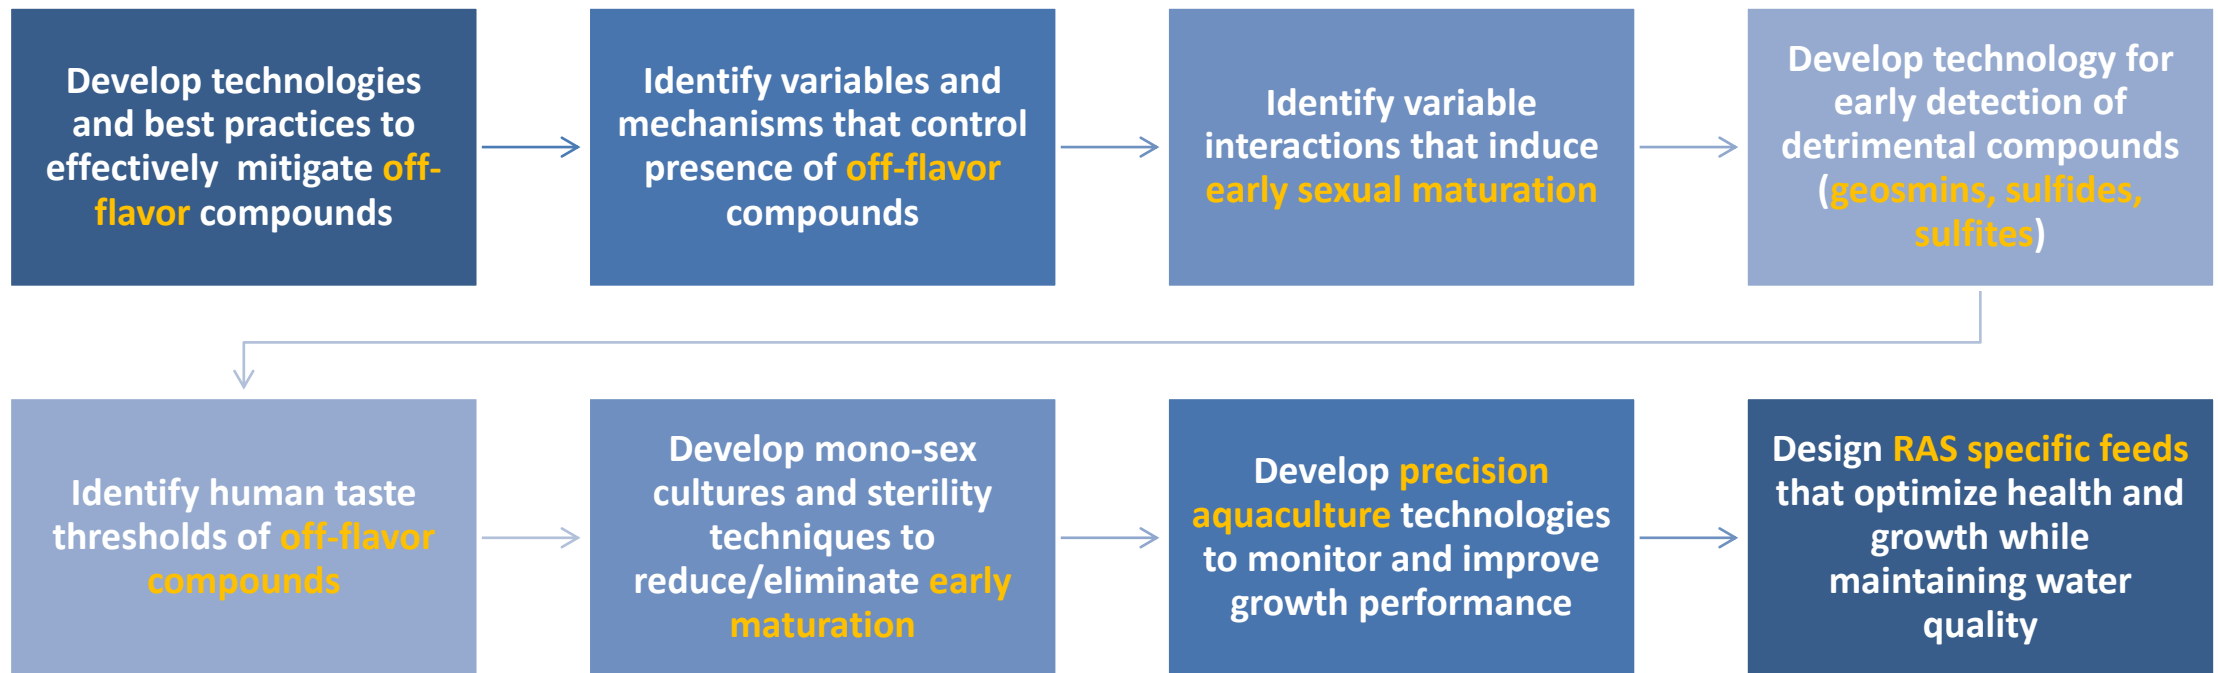 Develop technologies
and best practices to
effectively  mitigate off-
flavor compounds
Identify variables and
mechanisms that control
presence of off-flavor
compounds
Identify variable
interactions that induce
early sexual maturation
Develop technology for
early detection of
detrimental compounds
(geosmins, sulfides,
sulfites)
Identify human taste
thresholds of off-flavor
compounds
Develop mono-sex
cultures and sterility
techniques to
reduce/eliminate early
maturation
Develop precision
aquaculture technologies
to monitor and improve
growth performance
Design RAS specific feeds
that optimize health and
growth while
maintaining water
quality